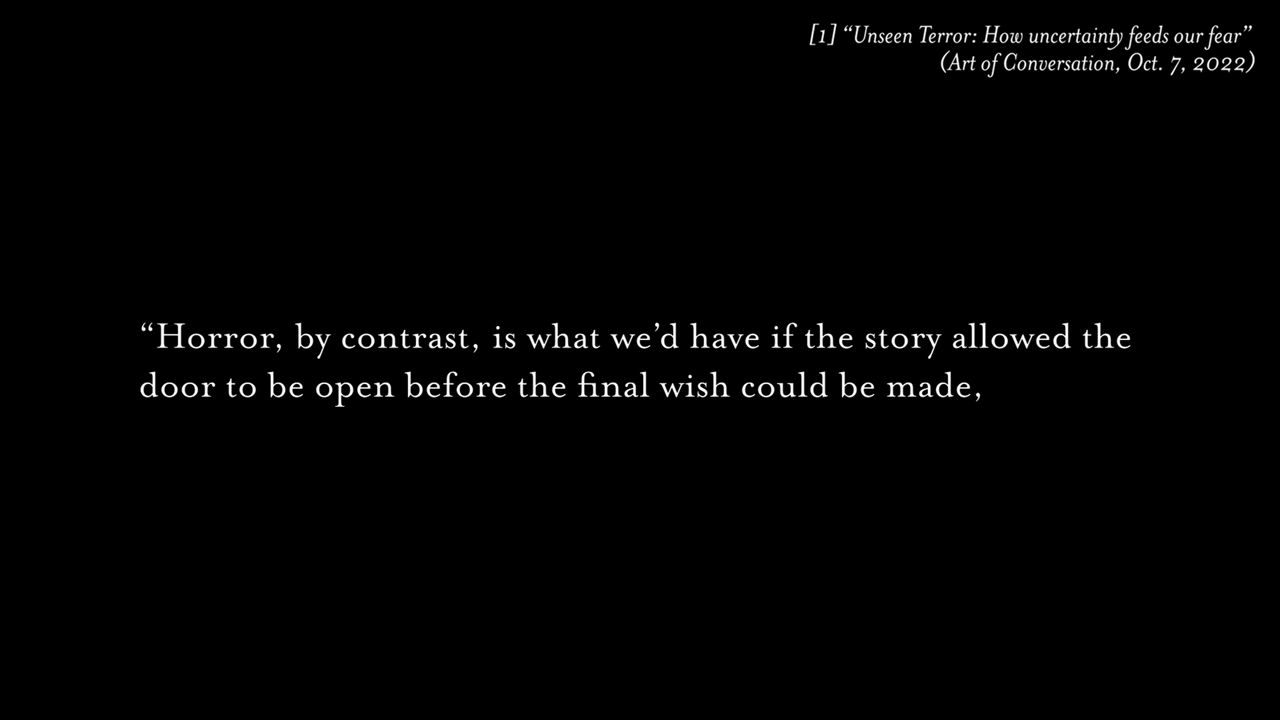 [1] “Unseen Terror: How uncertainty feeds our fear”
(Art of Conversation, Oct. 7, 2022)
“Horror, by contrast, is what we’d have if the story allowed the
door to be open before the final wish could be made,